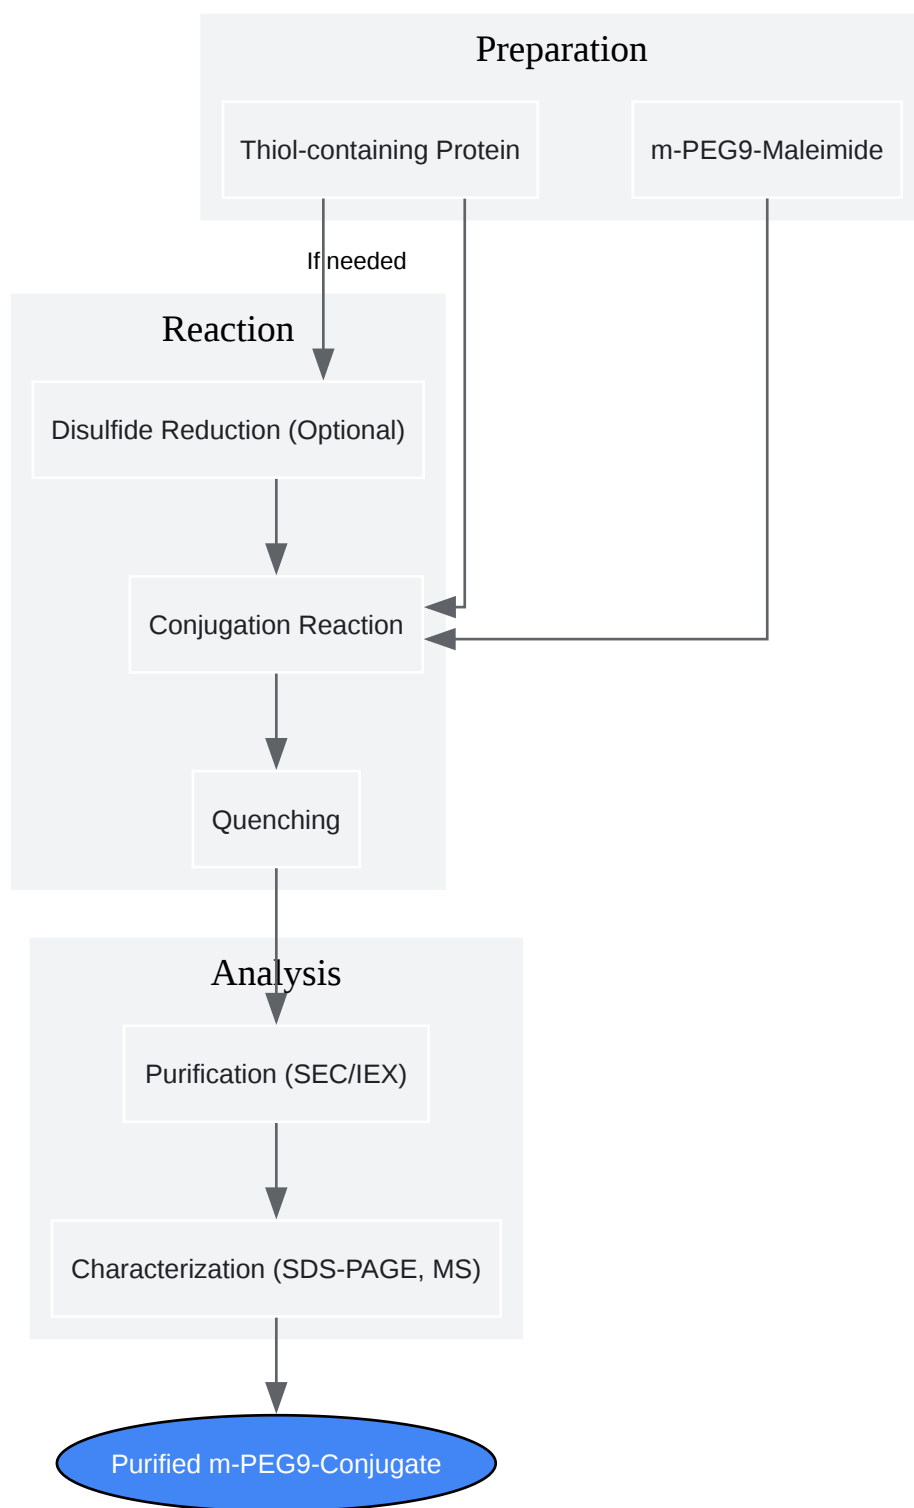 Preparation
Thiol-containing Protein
m-PEG9-Maleimide
If needed
Reaction
Disulfide Reduction (Optional)
Conjugation Reaction
Quenching
Analysis
Purification (SEC/IEX)
Characterization (SDS-PAGE, MS)
Purified m-PEG9-Conjugate